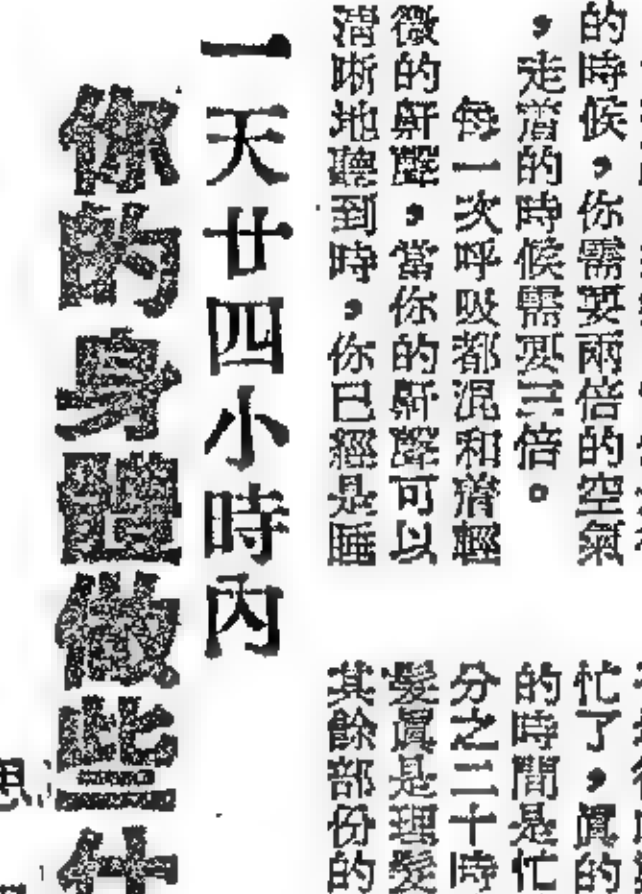 的時候，你需要兩倍的空氣
，走着的時候需要三倍。
每一次呼吸都混和着輕
微的鼾聲，當你的鼾聲可以
清晰地聽到時，你已經是睡
忙了，眞的
的時間是忙
分之三十時
髮眞是理髮
其餘部份的
一天廿四小時內
你的身體做些什